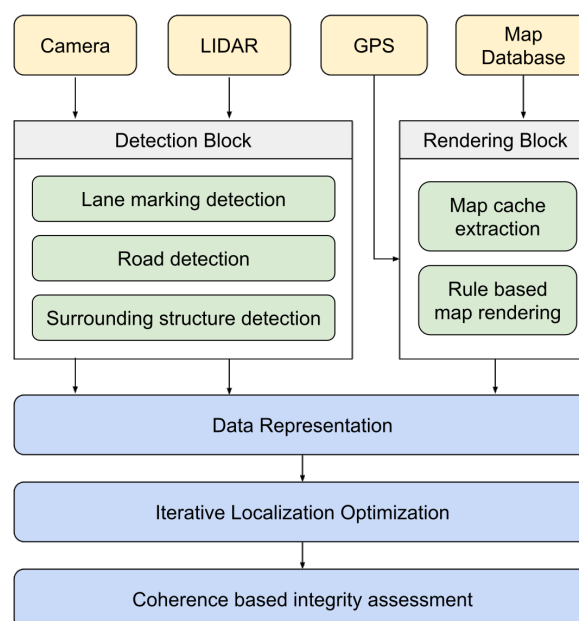 Camera
LIDAR
GPS
Map
Database
Detection Block
Lane marking detection
Road detection
Surrounding structure detection
Rendering Block
Map cache
extraction
Rule based
map rendering
Data Representation
Iterative Localization Optimization
Coherence based integrity assessment